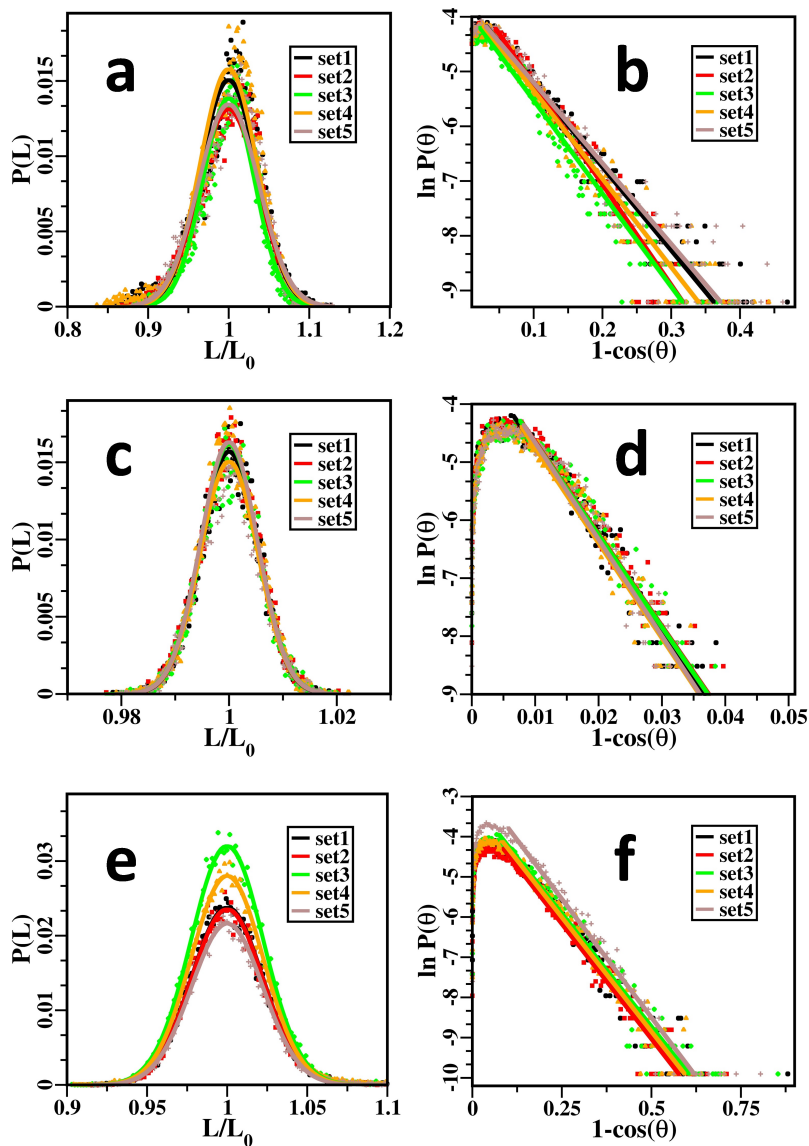 a
set1
set2
set3
set4
set5
P(L)
0.015
0.01
0.005
0
0.8
0.9
1
1.1
1.2
L/L0
b
set1
set2
set3
set4
set5
ln P(θ)
-4
-5
-6
-7
-8
-9
0.1
0.2
0.3
0.4
1-cos(θ)
c
set1
set2
set3
set4
set5
P(L)
0.015
0.01
0.005
0
0.98
1
1.02
L/L0
d
set1
set2
set3
set4
set5
ln P(θ)
-4
-5
-6
-7
-8
-9
0
0.01
0.02
0.03
0.04
0.05
1-cos(θ)
e
set1
set2
set3
set4
set5
P(L)
0.03
0.02
0.01
0
0.9
0.95
1
1.05
1.1
L/L0
f
set1
set2
set3
set4
set5
ln P(θ)
-3
-4
-5
-6
-7
-8
-9
-10
0
0.25
0.5
0.75
1-cos(θ)